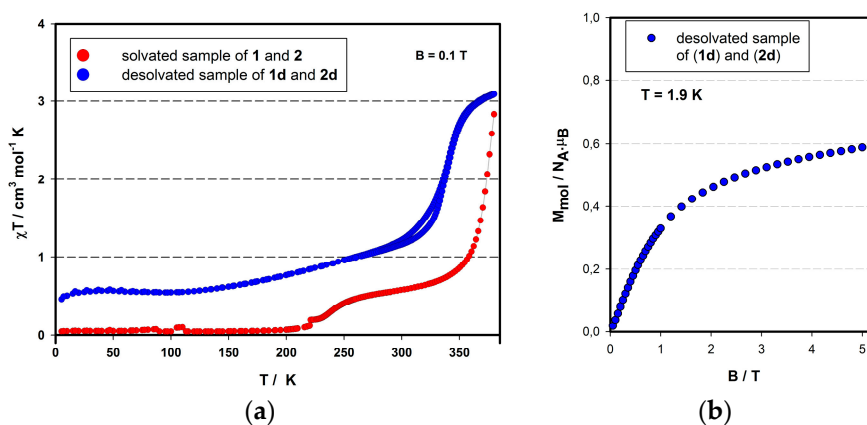 4
3
2
1
0
χT / cm³ mol⁻¹ K
solvated sample of 1 and 2
desolvated sample of 1d and 2d
B = 0.1 T
0 50 100 150 200 250 300 350
T / K
(a)
1,0
0,8
0,6
0,4
0,2
0,0
M_mol / N_A·μB
desolvated sample
of (1d) and (2d)
T = 1.9 K
0 1 2 3 4 5
B / T
(b)